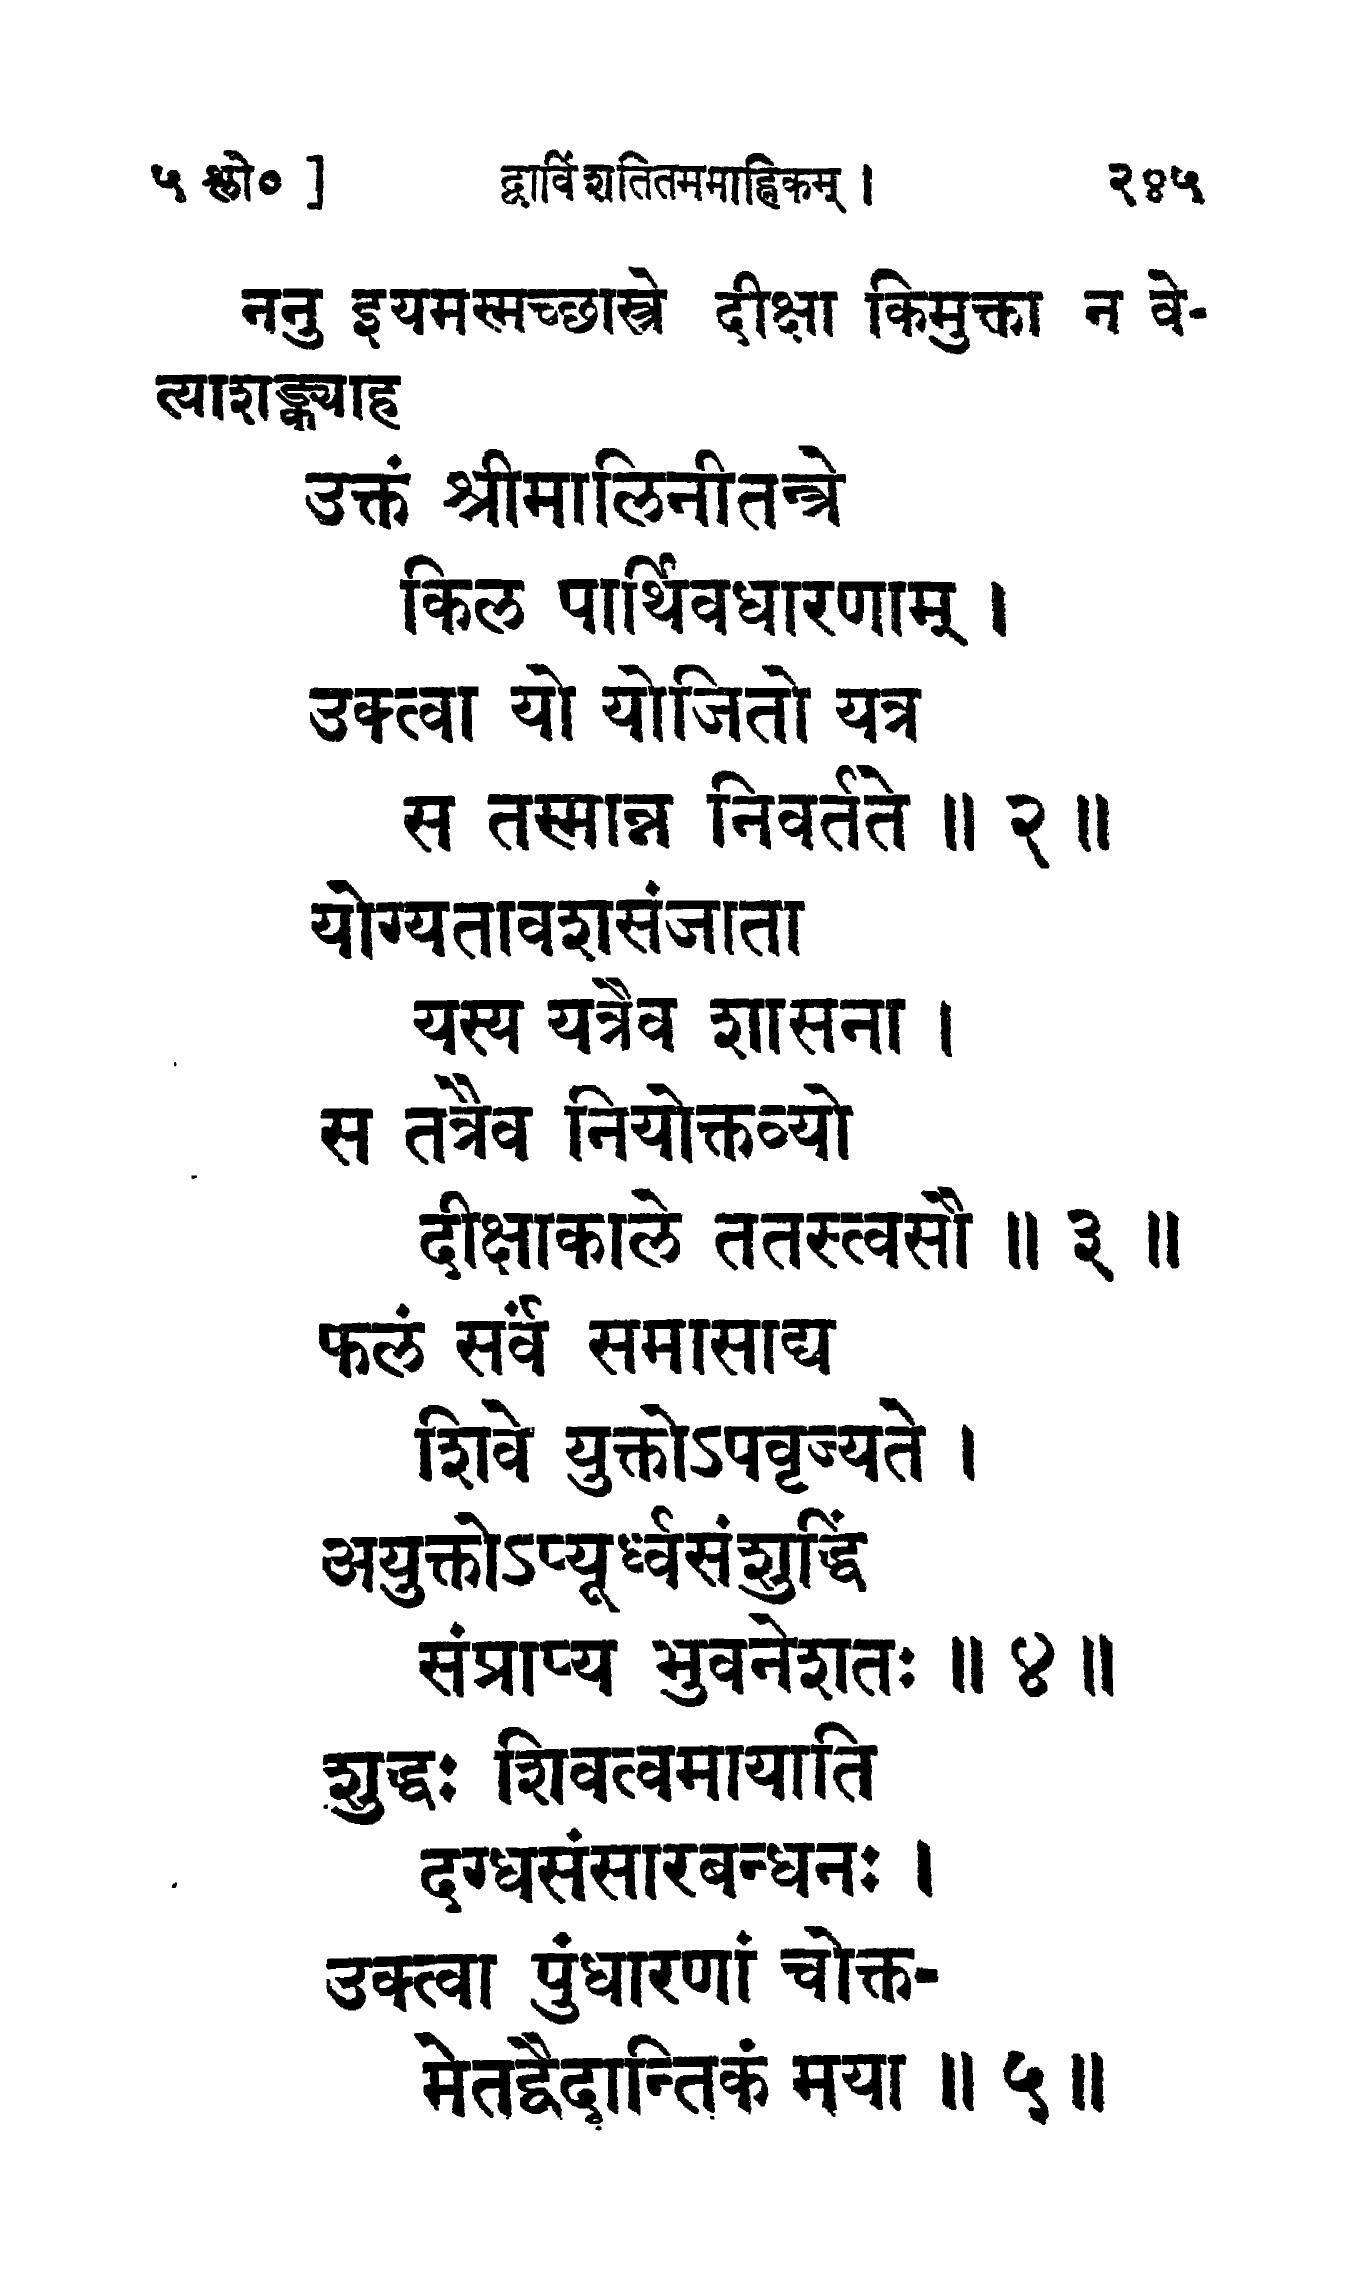 ५ श्लो० ] द्वाविंशतितममाह्निकम् । २४५
ननु इयमस्मच्छास्त्रे दीक्षा किमुक्ता न वे-
त्याशङ्क्याह
उक्तं श्रीमालिनीतन्त्रे
किल पार्थिवधारणाम् ।
उक्त्वा यो योजितो यत्र
स तस्मान्न निवर्तते ॥ २ ॥
योग्यतावशसंजाता
यस्य यत्रैव शासना ।
स तत्रैव नियोक्तव्यो
दीक्षाकाले ततस्त्वसौ ॥ ३ ॥
फलं सर्वं समासाद्य
शिवे युक्तोऽपवृज्यते ।
अयुक्तोऽप्यूर्ध्वसंशुद्धिं
संप्राप्य भुवनेशतः ॥ ४ ॥
शुद्धः शिवत्वमायाति
दग्धसंसारबन्धनः ।
उक्त्वा पुंधारणां चोक्त-
मेतद्वैदान्तिकं मया ॥ ५ ॥